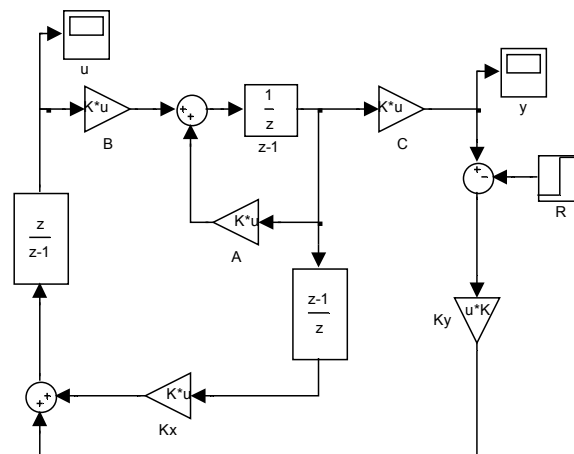 u
y
K*u
B
+
+
1
z
z-1
K*u
C
+
-
R
z
z-1
K*u
A
z-1
z
Ky
u*K
+
+
K*u
Kx